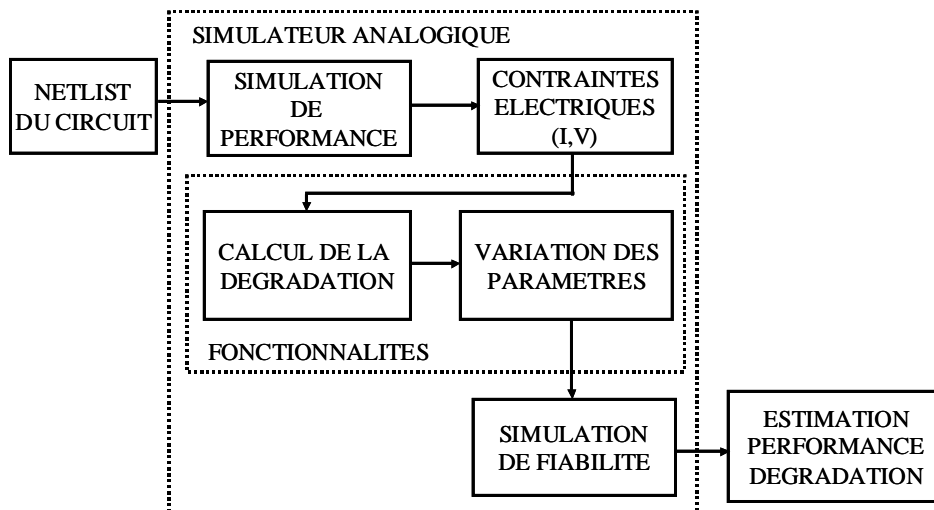 SIMULATEUR ANALOGIQUE
NETLIST
DU CIRCUIT
SIMULATION
DE
PERFORMANCE
CONTRAINTES
ELECTRIQUES
(I,V)
CALCUL DE LA
DEGRADATION
VARIATION DES
PARAMETRES
FONCTIONNALITES
SIMULATION
DE FIABILITE
ESTIMATION
PERFORMANCE
DEGRADATION